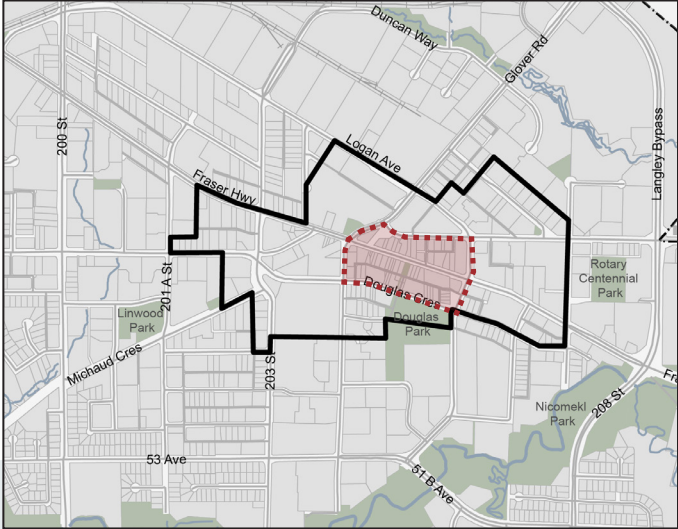 Duncan Way
Glover Rd
200 St
Langley Bypass
Logan Ave
Fraser Hwy
201 A St
Douglas Cres
Rotary
Centennial
Park
Linwood
Park
Douglas
Park
Michaud Cres
203 St
Fr
208 St
Nicomekl
Park
53 Ave
51 B Ave